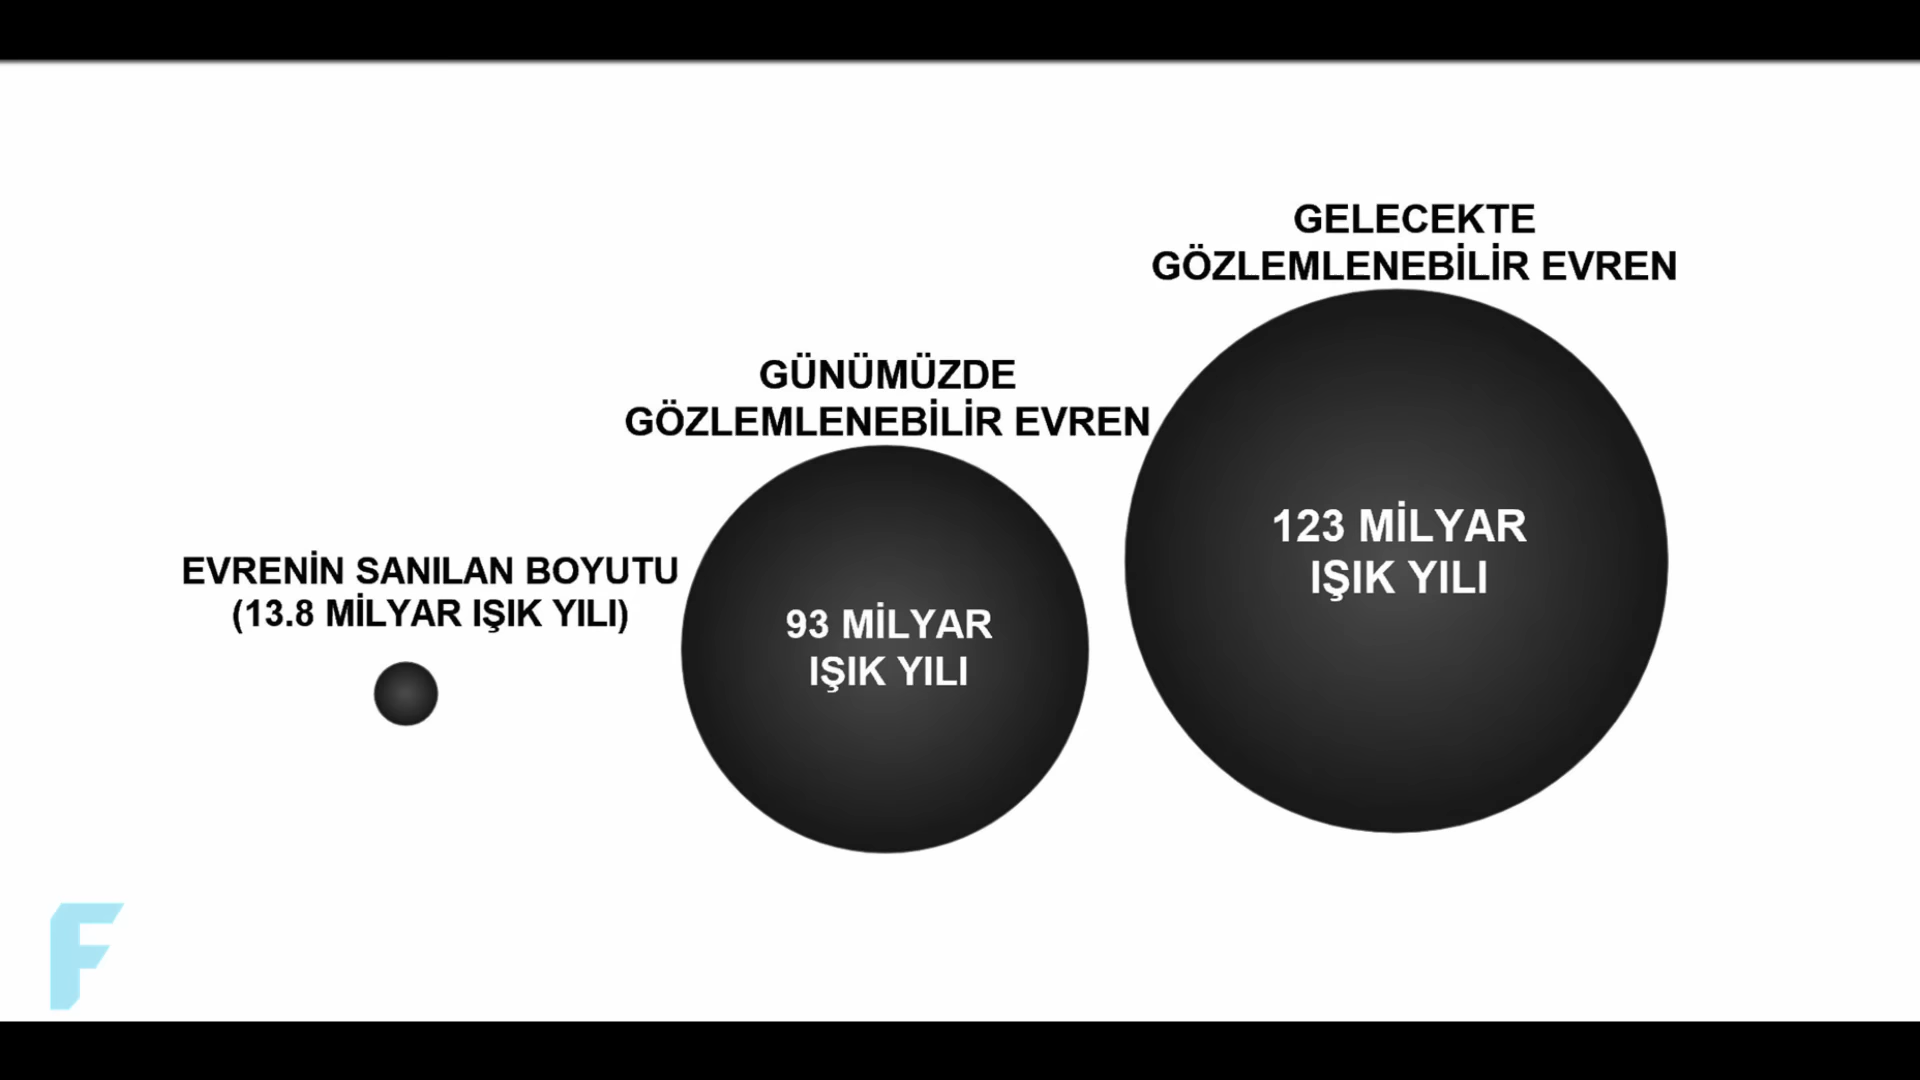 EVRENİN SANILAN BOYUTU
(13.8 MİLYAR IŞIK YILI)
GÜNÜMÜZDE
GÖZLEMLENEBİLİR EVREN
93 MİLYAR
IŞIK YILI
GELECEKTE
GÖZLEMLENEBİLİR EVREN
123 MİLYAR
IŞIK YILI
F